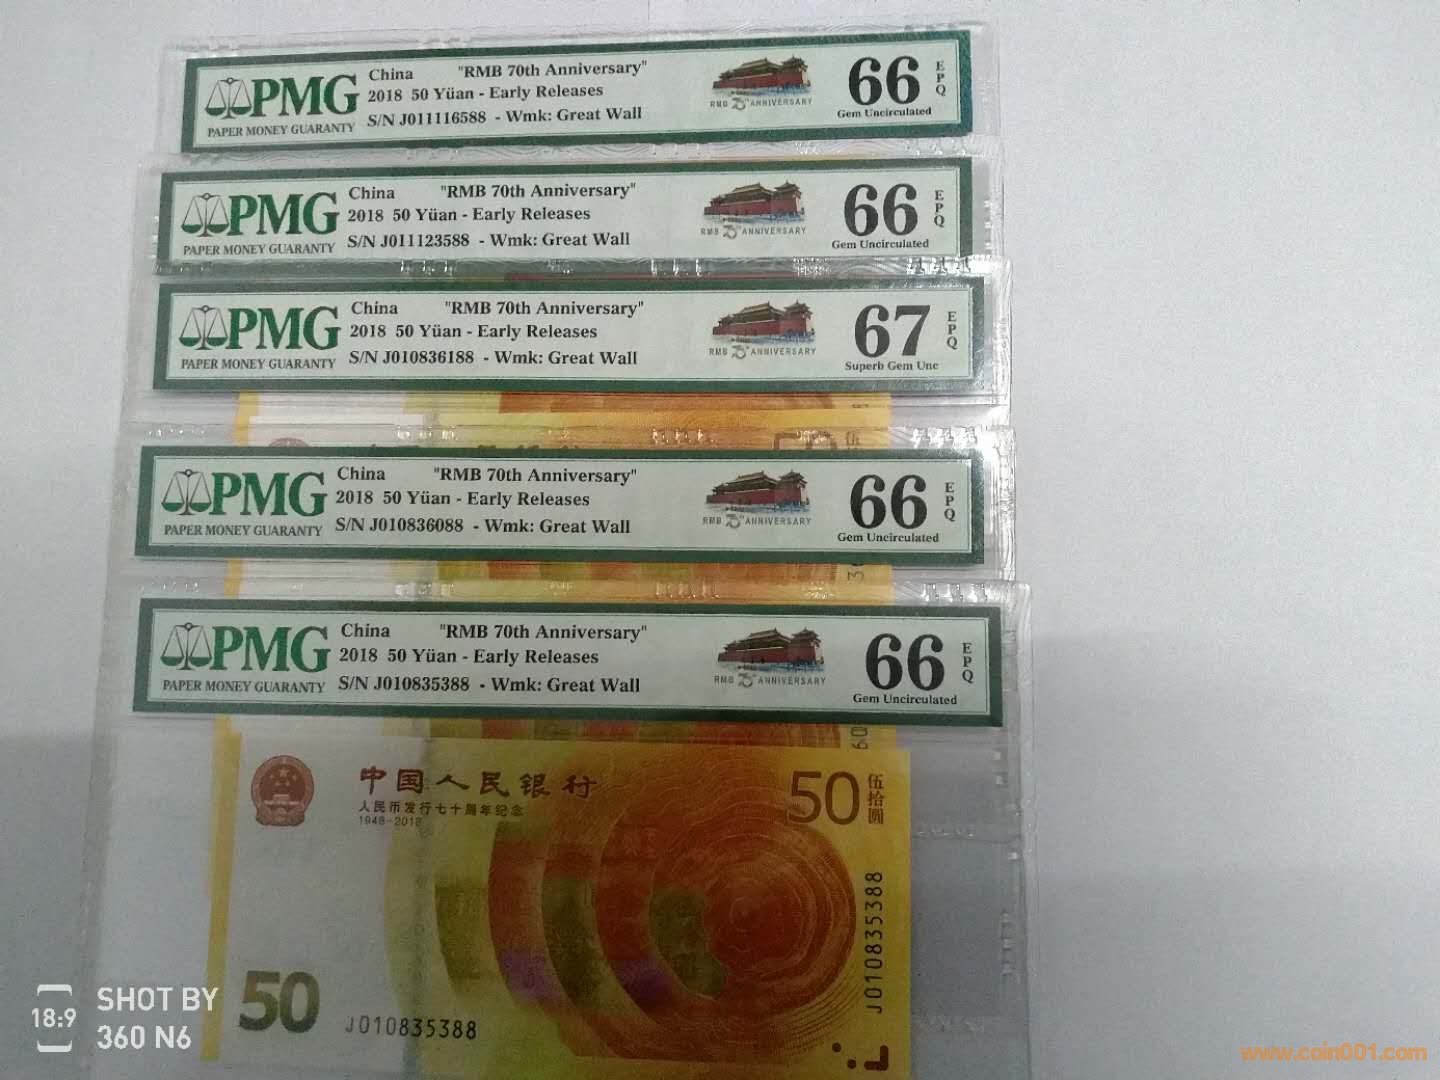 PMG
PAPER MONEY GUARANTY
China "RMB 70th Anniversary"
2018 50 Yüan - Early Releases
S/N J011116588 - Wmk: Great Wall
RMB 70th ANNIVERSARY
66
EPQ
Gem Uncirculated
PMG
PAPER MONEY GUARANTY
China "RMB 70th Anniversary"
2018 50 Yüan - Early Releases
S/N J011123588 - Wmk: Great Wall
RMB 70th ANNIVERSARY
66
EPQ
Gem Uncirculated
PMG
PAPER MONEY GUARANTY
China "RMB 70th Anniversary"
2018 50 Yüan - Early Releases
S/N J010836188 - Wmk: Great Wall
RMB 70th ANNIVERSARY
67
EPQ
Superb Gem Unc
PMG
PAPER MONEY GUARANTY
China "RMB 70th Anniversary"
2018 50 Yüan - Early Releases
S/N J010836088 - Wmk: Great Wall
RMB 70th ANNIVERSARY
66
EPQ
Gem Uncirculated
PMG
PAPER MONEY GUARANTY
China "RMB 70th Anniversary"
2018 50 Yüan - Early Releases
S/N J010835388 - Wmk: Great Wall
RMB 70th ANNIVERSARY
66
EPQ
Gem Uncirculated
中国人民银行
人民币发行七十周年纪念
1948-2018
50
伍拾圆
J010835388
50
J010835388
18:9
SHOT BY
360 N6
www.coin001.com